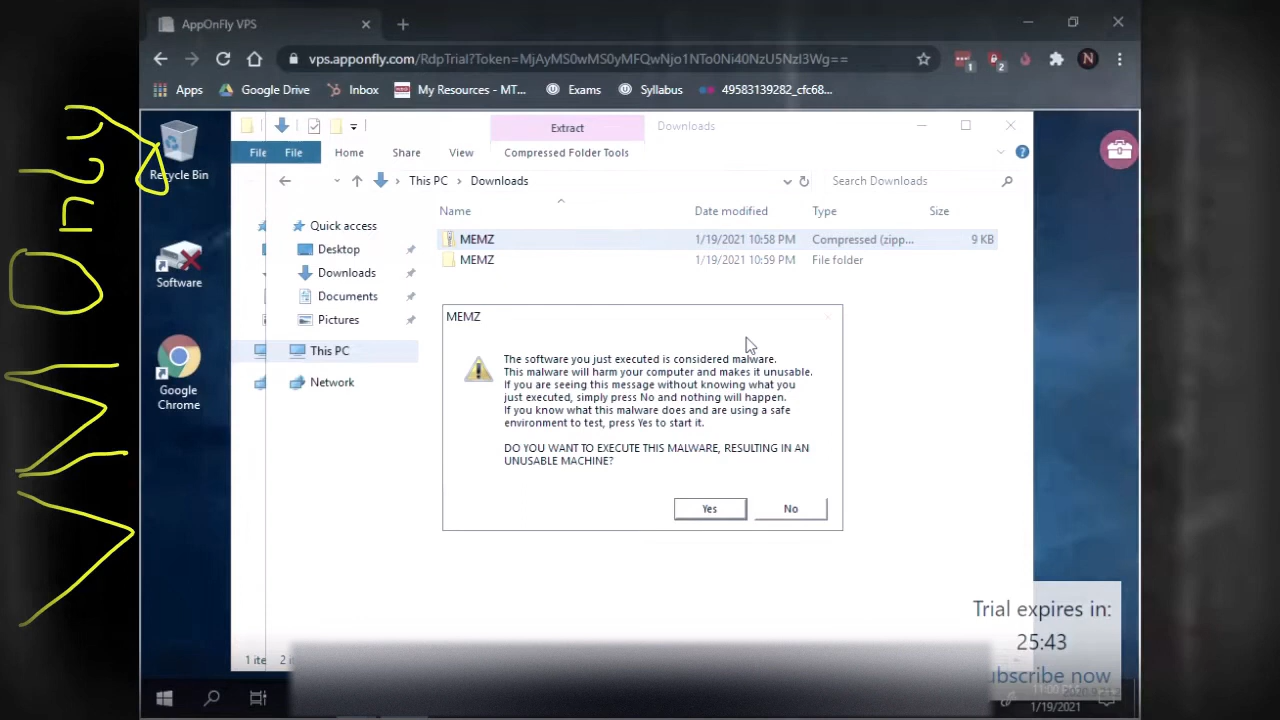 AppOnFly VPS
vps.apponfly.com/RdpTrial?Token=MjAyMS0wMS0yMFQwNjo1NTo0Ni40NzU5NzI3Wg==
Apps Google Drive Inbox My Resources - MT... Exams Syllabus 49583139282_cfc68...
1 2 N
VM Only
Recycle Bin
Software
Google Chrome
Extract Downloads
File File Home Share View Compressed Folder Tools
This PC > Downloads Search Downloads
Name Date modified Type Size
MEMZ 1/19/2021 10:58 PM Compressed (zipp... 9 KB
MEMZ 1/19/2021 10:59 PM File folder
Quick access
Desktop
Downloads
Documents
Pictures
This PC
Network
MEMZ
The software you just executed is considered malware.
This malware will harm your computer and makes it unusable.
If you are seeing this message without knowing what you
just executed, simply press No and nothing will happen.
If you know what this malware does and are using a safe
environment to test, press Yes to start it.
DO YOU WANT TO EXECUTE THIS MALWARE, RESULTING IN AN
UNUSABLE MACHINE?
Yes No
Trial expires in:
25:43
ubscribe now
1 ite 2
1/19/2021